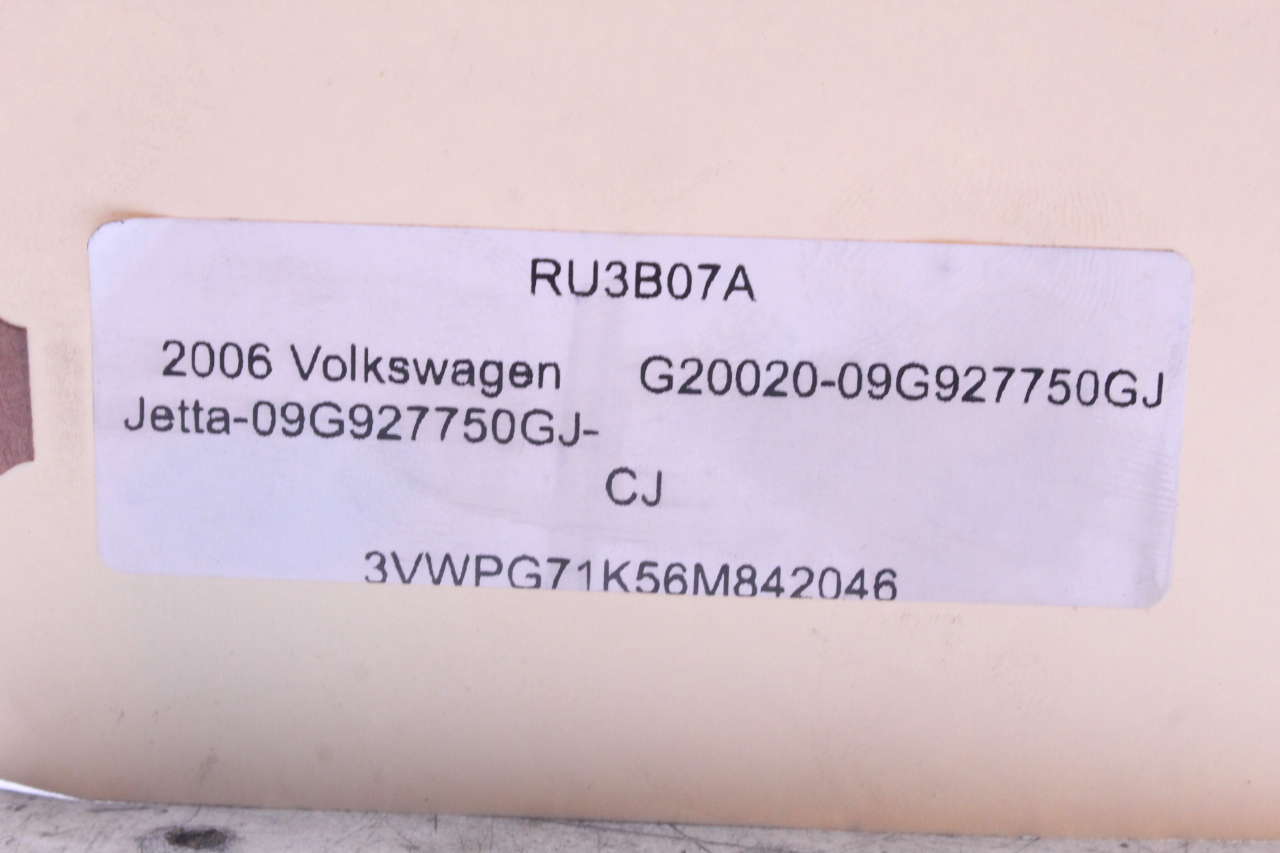 RU3B07A
2006 Volkswagen G20020-09G927750GJ
Jetta-09G927750GJ-
CJ
3VWPG71K56M842046